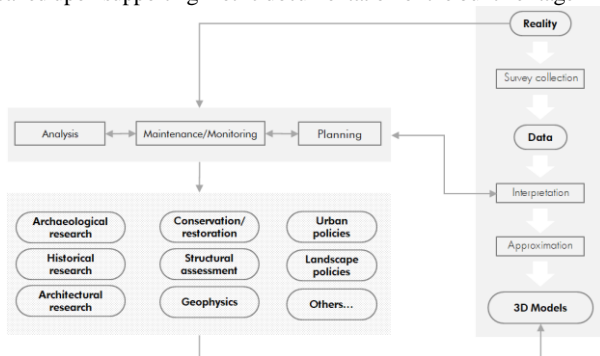 Reality
Survey collection
Analysis
Maintenance/Monitoring
Planning
Data
Interpretation
Archaeological
research
Conservation/
restoration
Urban
policies
Approximation
Historical
research
Structural
assessment
Landscape
policies
Architectural
research
Geophysics
Others...
3D Models